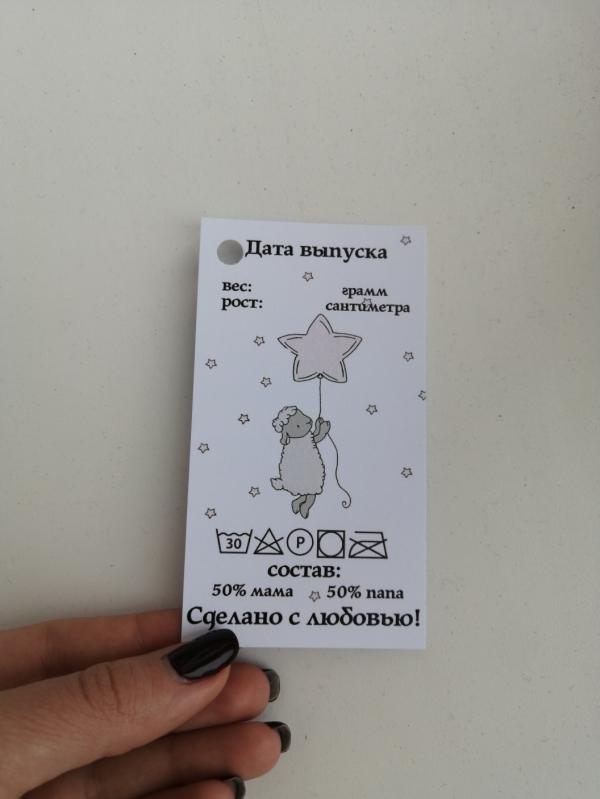 Дата выпуска
вес: грамм
рост: сантиметра
30 P
состав:
50% мама 50% папа
Сделано с любовью!